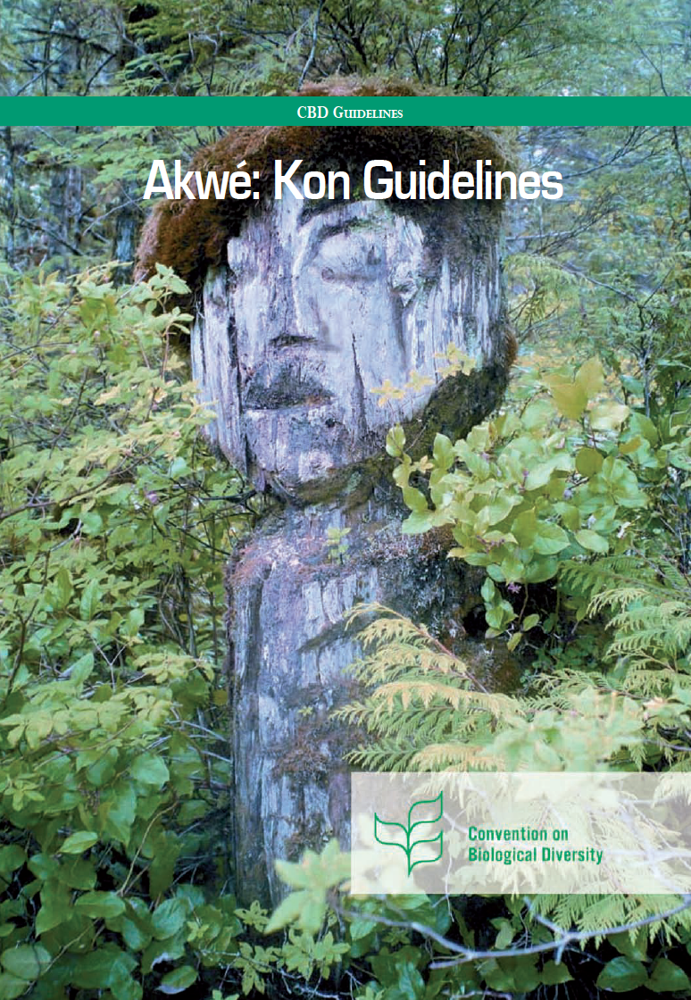 CBD Guidelines
Akwé: Kon Guidelines
Convention on
Biological Diversity